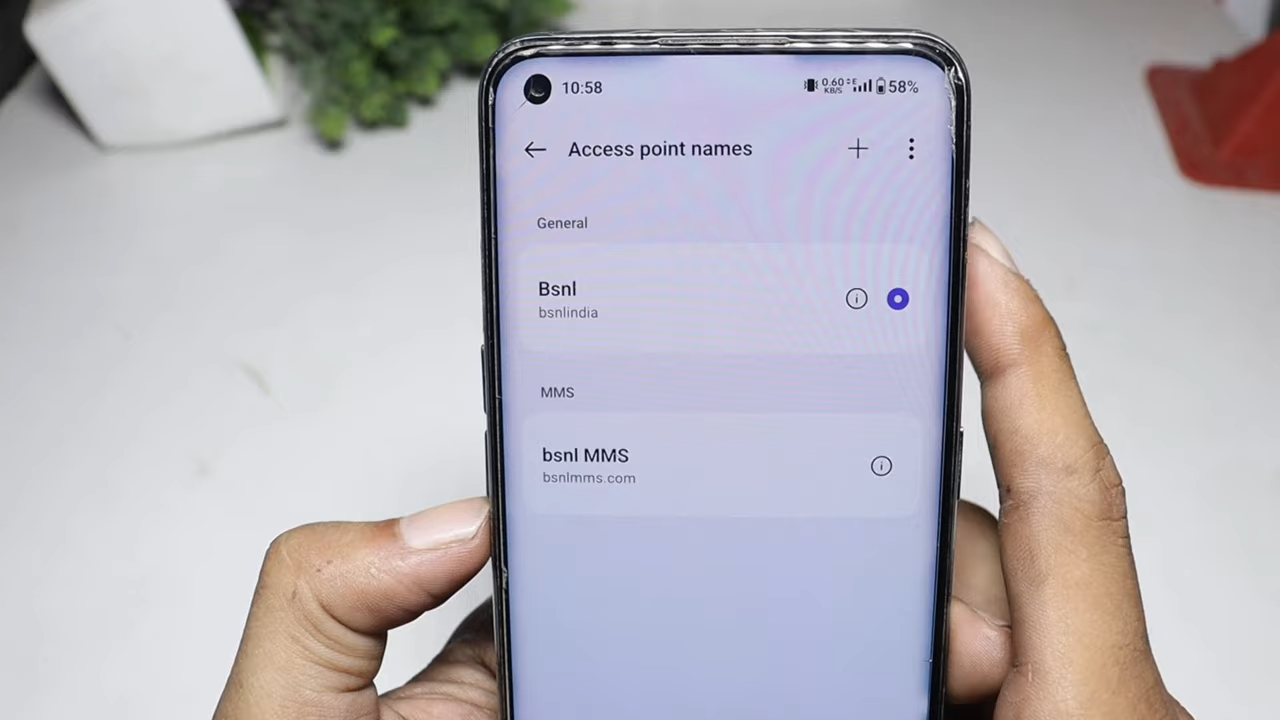 10:58 0.60 KB/S E 58%
Access point names
General
Bsnl
bsnlindia
MMS
bsnl MMS
bsnlmms.com